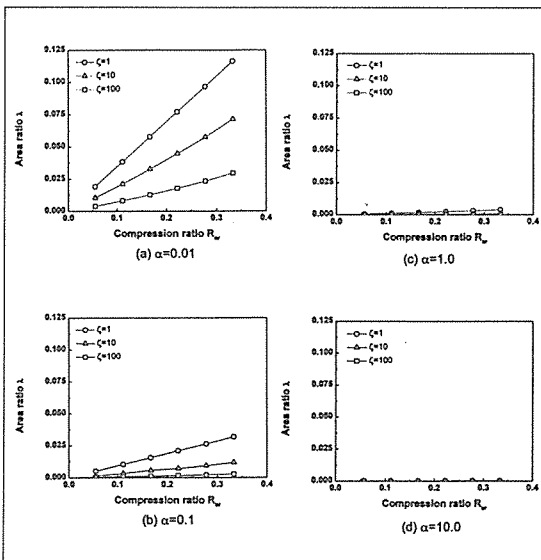 0.125
0.100
0.075
0.050
0.025
0.000
Area ratio λ
ζ=1
ζ=10
ζ=100
0.0 0.1 0.2 0.3 0.4
Compression ratio R_w
(a) α=0.01
0.125
0.100
0.075
0.050
0.025
0.000
Area ratio λ
ζ=1
ζ=10
ζ=100
0.0 0.1 0.2 0.3 0.4
Compression ratio R_w
(c) α=1.0
0.125
0.100
0.075
0.050
0.025
0.000
Area ratio λ
ζ=1
ζ=10
ζ=100
0.0 0.1 0.2 0.3 0.4
Compression ratio R_w
(b) α=0.1
0.125
0.100
0.075
0.050
0.025
0.000
Area ratio λ
ζ=1
ζ=10
ζ=100
0.0 0.1 0.2 0.3 0.4
Compression ratio R_w
(d) α=10.0